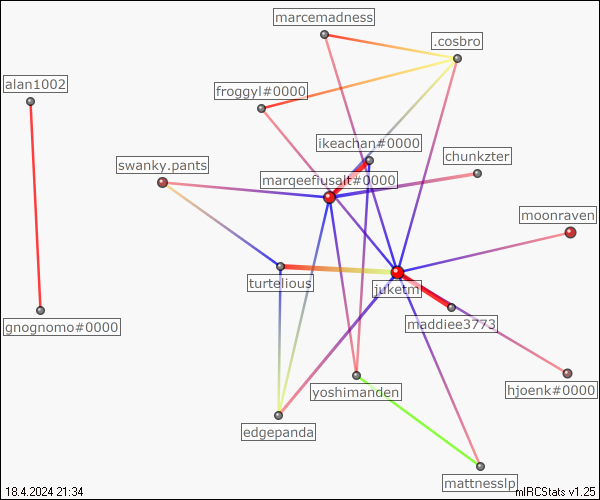 marcemadness
.cosbro
alan1002
froggyl#0000
ikeachan#0000
chunkzter
swanky.pants
marqeefiusalt#0000
moonraven
turtelious
juketm
maddiee3773
gnognomo#0000
yoshimanden
hjoenk#0000
edgepanda
mattnesslp
18.4.2024 21:34
mIRCStats v1.25